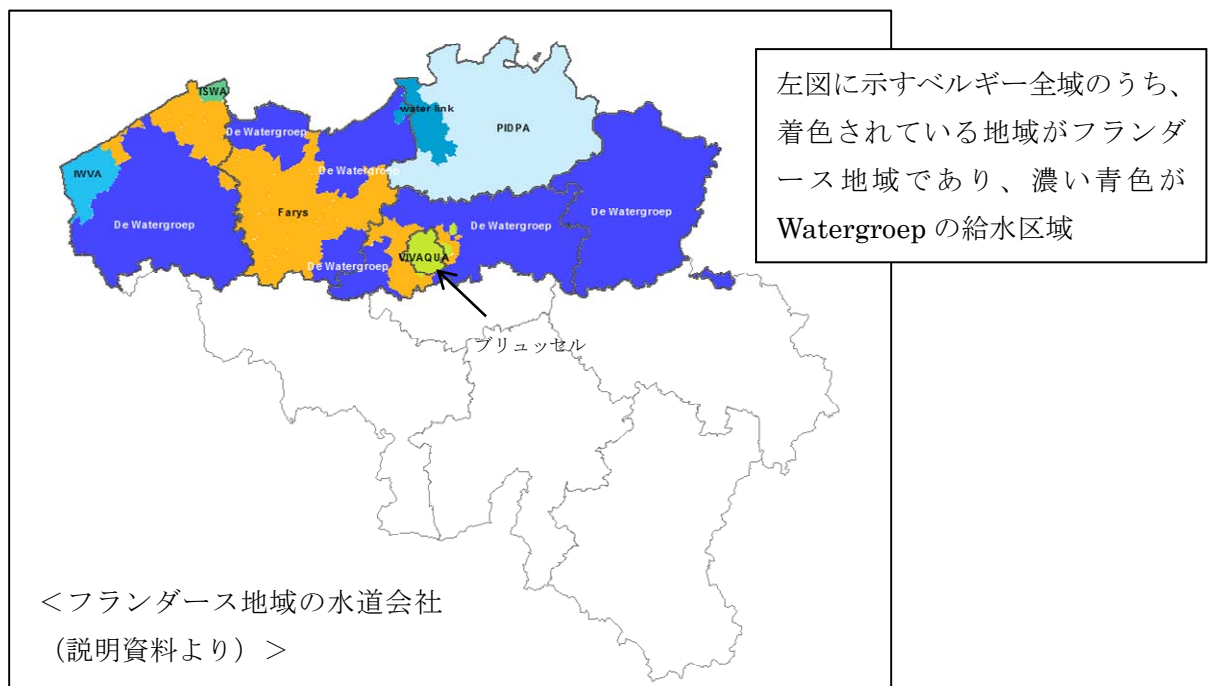 ISWA
water link
De Watergroep
PIDPA
De Watergroep
IWVA
Farys
De Watergroep
De Watergroep
De Watergroep
De Watergroep
VIVAQUA
ブリュッセル
<フランダース地域の水道会社
(説明資料より)>
左図に示すベルギー全域のうち、
着色されている地域がフランダ
ース地域であり、濃い青色が
Watergroep の給水区域